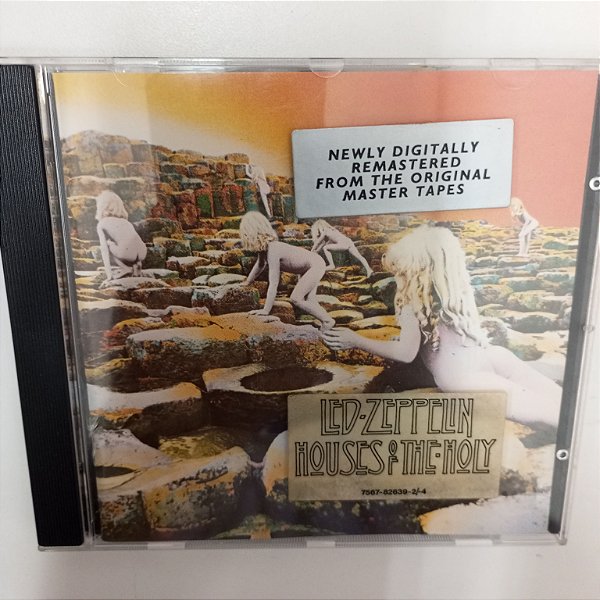 NEWLY DIGITALLY
REMASTERED
FROM THE ORIGINAL
MASTER TAPES
LED·ZEPPELIN
HOUSES OF THE·HOLY
7567-82639-2/-4